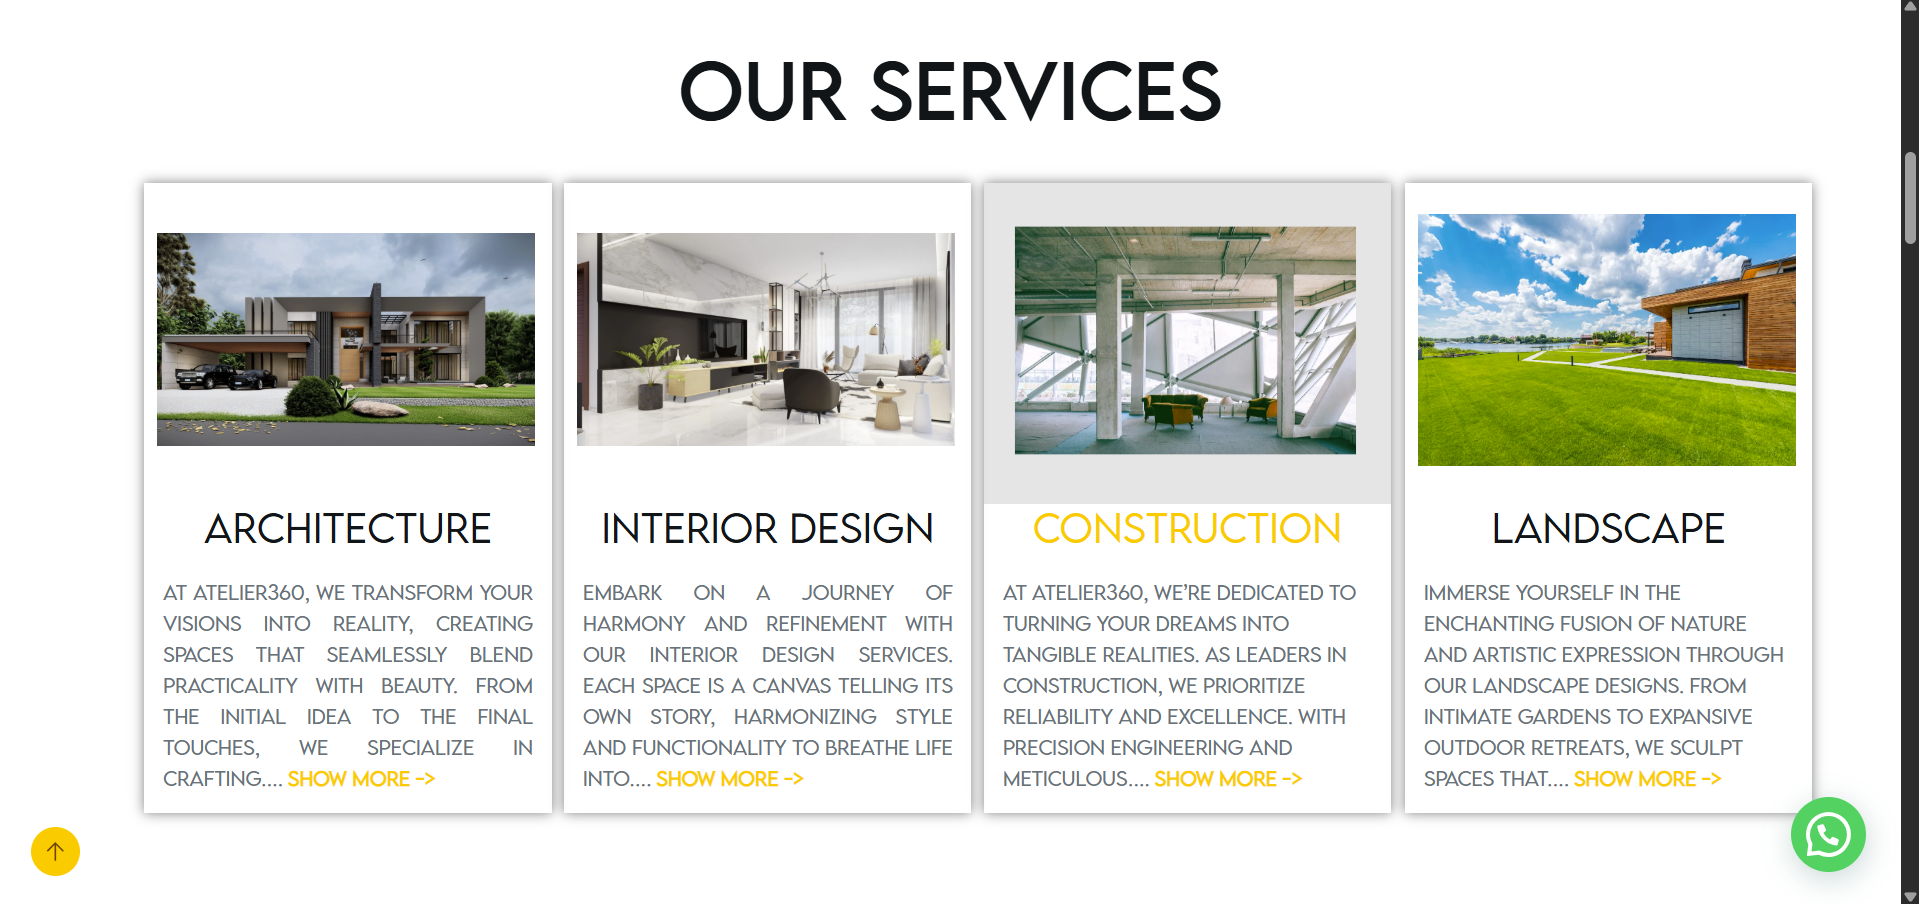 OUR SERVICES
ARCHITECTURE
AT ATELIER360, WE TRANSFORM YOUR
VISIONS INTO REALITY, CREATING
SPACES THAT SEAMLESSLY BLEND
PRACTICALITY WITH BEAUTY. FROM
THE INITIAL IDEA TO THE FINAL
TOUCHES, WE SPECIALIZE IN
CRAFTING.... SHOW MORE ->
INTERIOR DESIGN
EMBARK ON A JOURNEY OF
HARMONY AND REFINEMENT WITH
OUR INTERIOR DESIGN SERVICES.
EACH SPACE IS A CANVAS TELLING ITS
OWN STORY, HARMONIZING STYLE
AND FUNCTIONALITY TO BREATHE LIFE
INTO.... SHOW MORE ->
CONSTRUCTION
AT ATELIER360, WE’RE DEDICATED TO
TURNING YOUR DREAMS INTO
TANGIBLE REALITIES. AS LEADERS IN
CONSTRUCTION, WE PRIORITIZE
RELIABILITY AND EXCELLENCE. WITH
PRECISION ENGINEERING AND
METICULOUS.... SHOW MORE ->
LANDSCAPE
IMMERSE YOURSELF IN THE
ENCHANTING FUSION OF NATURE
AND ARTISTIC EXPRESSION THROUGH
OUR LANDSCAPE DESIGNS. FROM
INTIMATE GARDENS TO EXPANSIVE
OUTDOOR RETREATS, WE SCULPT
SPACES THAT.... SHOW MORE ->